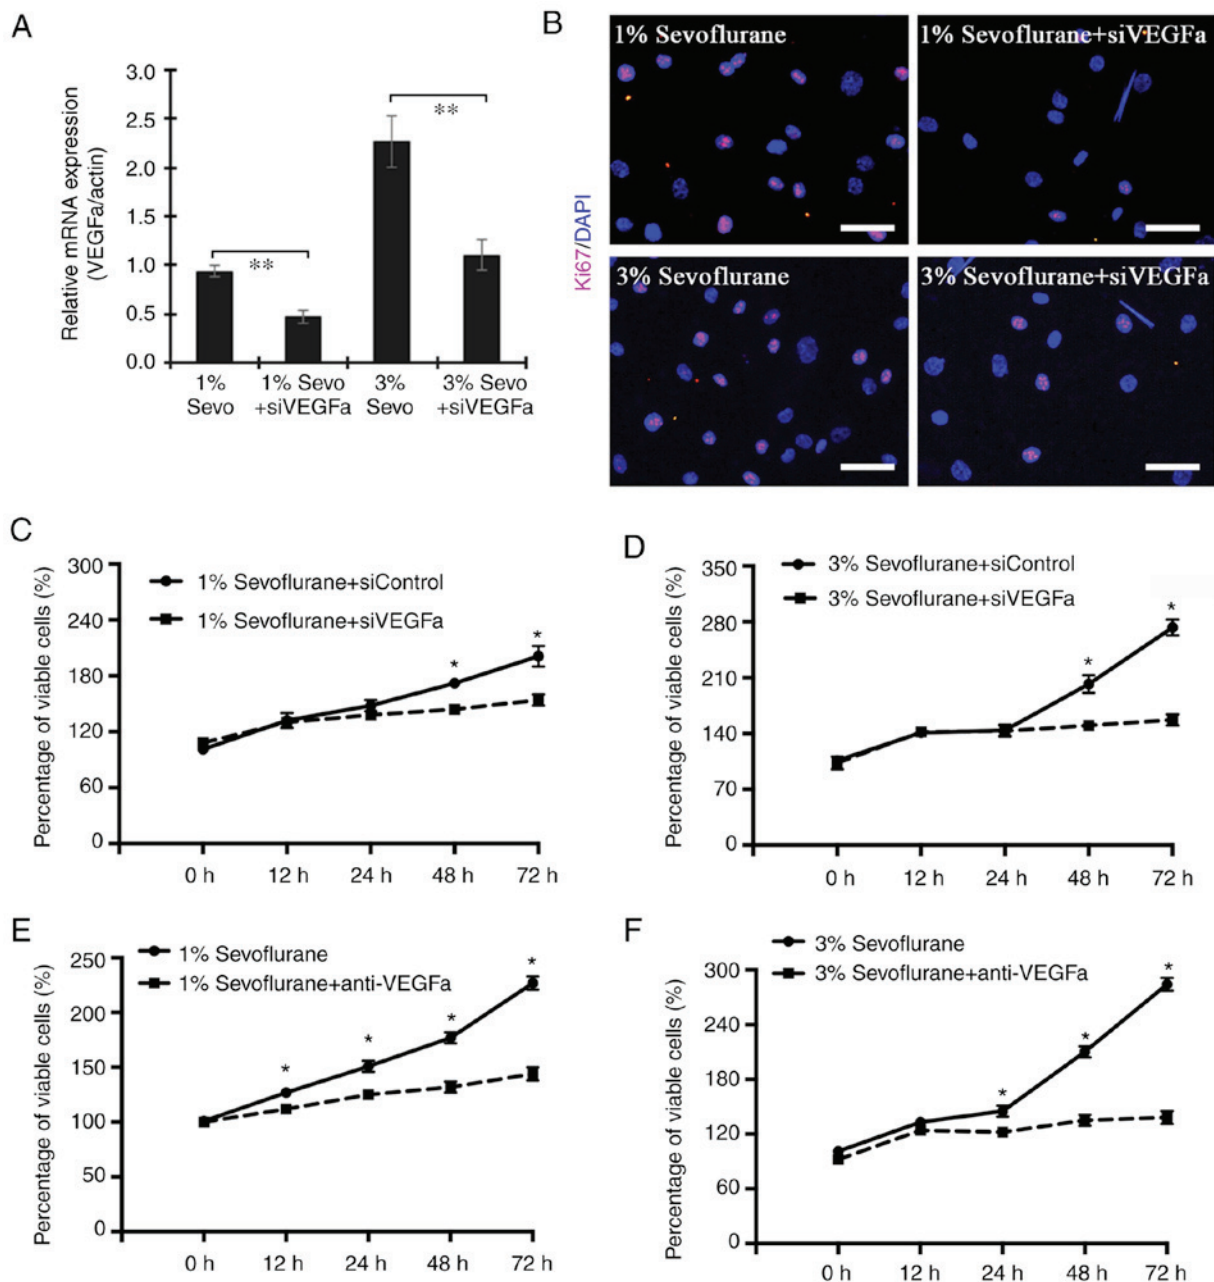 A
Relative mRNA expression
(VEGFa/actin)
3.0
2.5
2.0
1.5
1.0
0.5
0.0
**
**
1%
Sevo
1% Sevo
+siVEGFa
3%
Sevo
3% Sevo
+siVEGFa
B
Ki67/DAPI
1% Sevoflurane
1% Sevoflurane+siVEGFa
3% Sevoflurane
3% Sevoflurane+siVEGFa
C
Percentage of viable cells (%)
300
240
180
120
60
0
1% Sevoflurane+siControl
1% Sevoflurane+siVEGFa
*
*
0 h 12 h 24 h 48 h 72 h
D
Percentage of viable cells (%)
350
280
210
140
70
0
3% Sevoflurane+siControl
3% Sevoflurane+siVEGFa
*
*
0 h 12 h 24 h 48 h 72 h
E
Percentage of viable cells (%)
250
200
150
100
50
0
1% Sevoflurane
1% Sevoflurane+anti-VEGFa
*
*
*
*
0 h 12 h 24 h 48 h 72 h
F
Percentage of viable cells (%)
300
240
180
120
60
0
3% Sevoflurane
3% Sevoflurane+anti-VEGFa
*
*
*
0 h 12 h 24 h 48 h 72 h